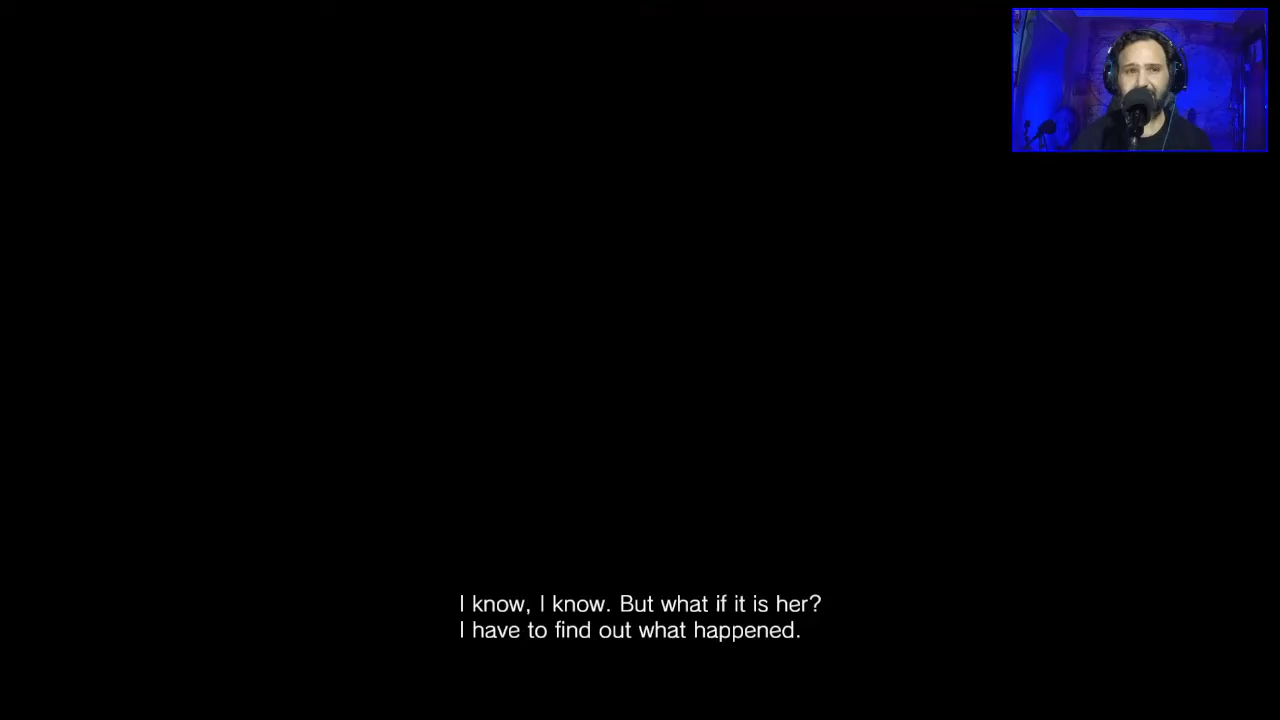 I know, I know. But what if it is her?
I have to find out what happened.